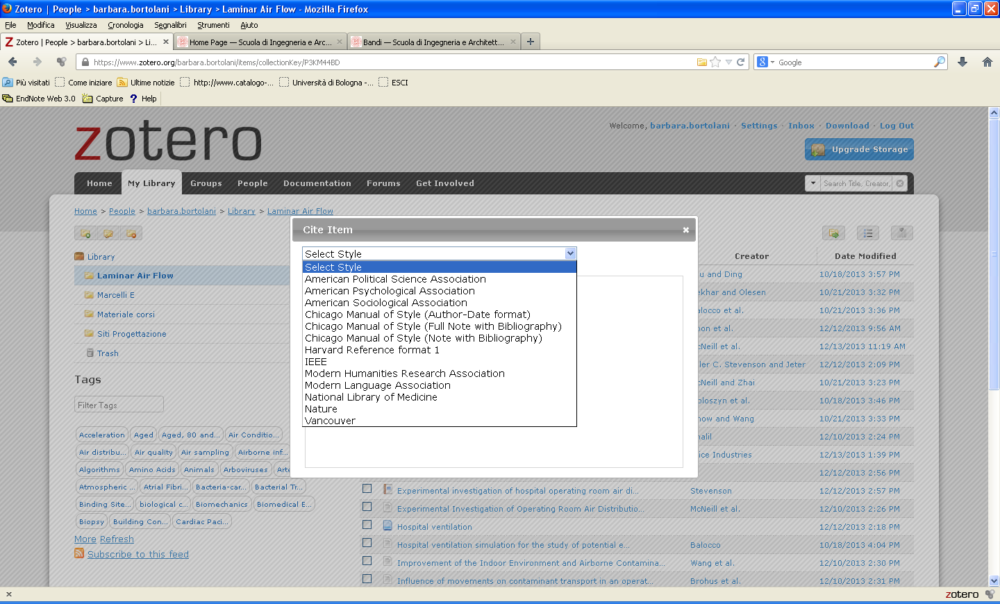 Zotero | People > barbara.bortolani > Library > Laminar Air Flow - Mozilla Firefox
File Modifica Visualizza Cronologia Segnalibri Strumenti Aiuto
Zotero | People > barbara.bortolani > Li... Home Page — Scuola di Ingegneria e Arc... Bandi — Scuola di Ingegneria e Architett...
https://www.zotero.org/barbara.bortolani/items/collectionKey/P3KM44BD Google
Più visitati Come iniziare Ultime notizie http://www.catalogo-... Università di Bologna -... ESCI
EndNote Web 3.0 Capture Help
zotero
Welcome, barbara.bortolani · Settings · Inbox · Download · Log Out
Upgrade Storage
Home My Library Groups People Documentation Forums Get Involved
Search Title, Creator,
Home > People > barbara.bortolani > Library > Laminar Air Flow
Library
Laminar Air Flow
Marcelli E
Materiale corsi
Siti Progettazione
Trash
Tags
Filter Tags
Acceleration Aged Aged, 80 and... Air Conditio...
Air distribu... Air quality Air sampling Airborne inf...
Algorithms Amino Acids Animals Arboviruses
Atmospheric ... Atrial Fibri... Bacteria-car... Bacterial Tr...
Binding Site... biological c... Biomechanics Biomedical E...
Biopsy Building Con... Cardiac Paci...
More Refresh
Subscribe to this feed
Cite Item
Select Style
Select Style
American Political Science Association
American Psychological Association
American Sociological Association
Chicago Manual of Style (Author-Date format)
Chicago Manual of Style (Full Note with Bibliography)
Chicago Manual of Style (Note with Bibliography)
Harvard Reference format 1
IEEE
Modern Humanities Research Association
Modern Language Association
National Library of Medicine
Nature
Vancouver
Creator Date Modified
and Ding 10/18/2013 3:57 PM
and Olesen 10/21/2013 3:32 PM
alocco et al. 10/21/2013 3:36 PM
et al. 12/12/2013 9:56 AM
cNeill et al. 12/13/2013 11:19 AM
ler C. Stevenson and Jeter 12/12/2013 2:09 PM
cNeill and Zhai 10/21/2013 3:23 PM
oloszyn et al. 10/18/2013 3:46 PM
how and Wang 10/21/2013 3:33 PM
halil 12/10/2013 2:24 PM
ice Industries 12/13/2013 1:39 PM
12/12/2013 2:56 PM
Experimental investigation of hospital operating room air di... Stevenson 12/12/2013 2:57 PM
Experimental Investigation of Operating Room Air Distributio... McNeill et al. 12/10/2013 2:26 PM
Hospital ventilation 12/12/2013 2:18 PM
Hospital ventilation simulation for the study of potential e... Balocco 10/18/2013 4:04 PM
Improvement of the Indoor Environment and Airborne Contamina... Wang et al. 12/10/2013 2:30 PM
Influence of movements on contaminant transport in an operat... Brohus et al. 12/10/2013 2:31 PM
zotero